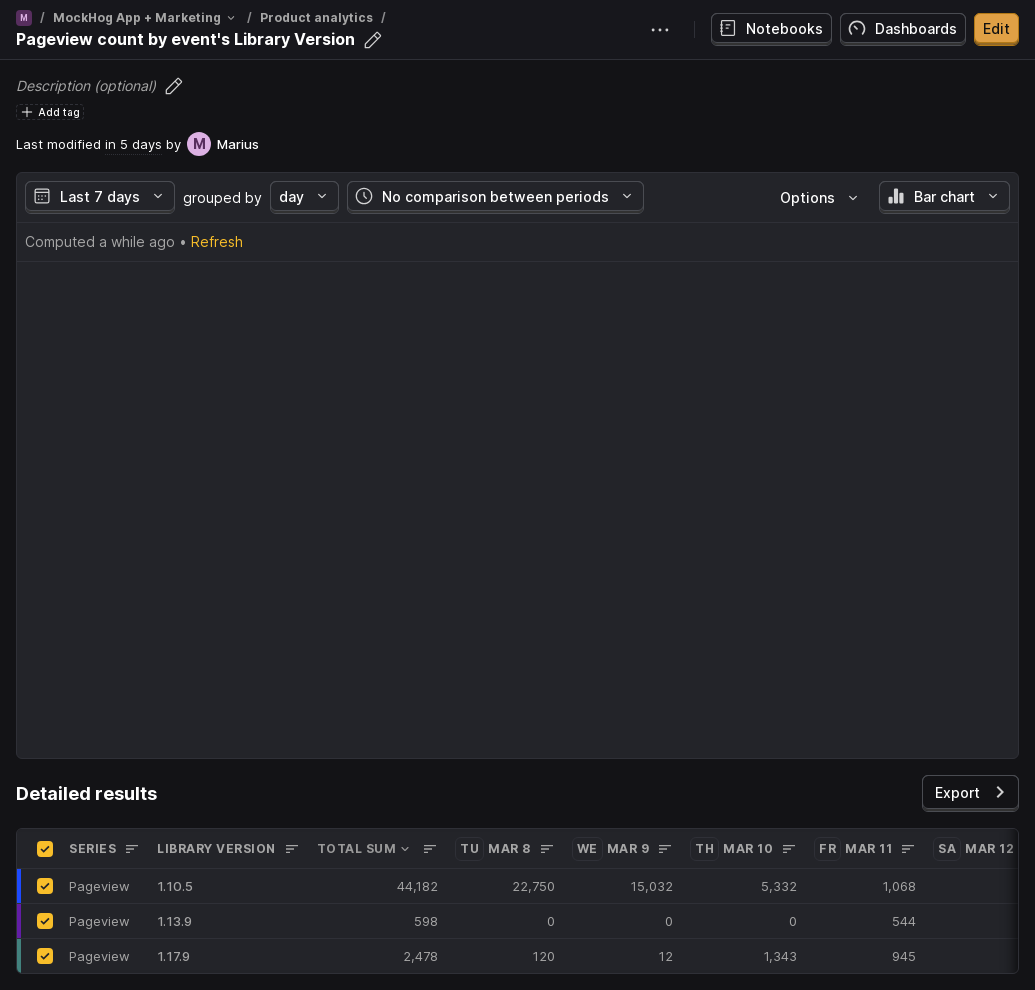 M / MockHog App + Marketing / Product analytics /
Pageview count by event's Library Version
Notebooks Dashboards Edit
Description (optional)
Add tag
Last modified in 5 days by M Marius
Last 7 days grouped by day No comparison between periods Options Bar chart
Computed a while ago • Refresh
Detailed results
Export
SERIES LIBRARY VERSION TOTAL SUM TU MAR 8 WE MAR 9 TH MAR 10 FR MAR 11 SA MAR 12
Pageview 1.10.5 44,182 22,750 15,032 5,332 1,068
Pageview 1.13.9 598 0 0 0 544
Pageview 1.17.9 2,478 120 12 1,343 945